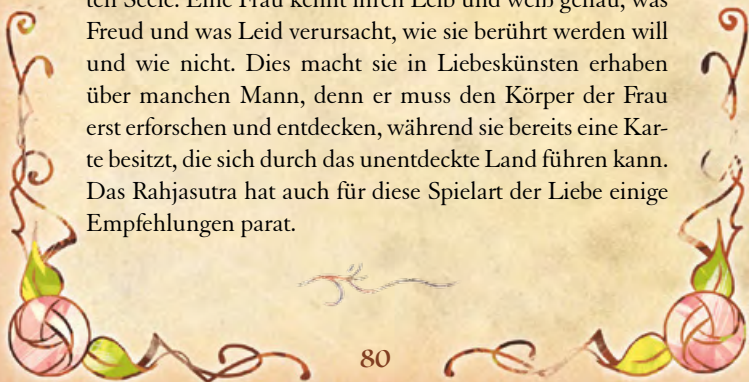 ten Seele. Eine Frau kennt ihren Leib und weiß genau, was
Freud und was Leid verursacht, wie sie berührt werden will
und wie nicht. Dies macht sie in Liebeskünsten erhaben
über manchen Mann, denn er muss den Körper der Frau
erst erforschen und entdecken, während sie bereits eine Kar-
te besitzt, die sich durch das unentdeckte Land führen kann.
Das Rahjasutra hat auch für diese Spielart der Liebe einige
Empfehlungen parat.
80